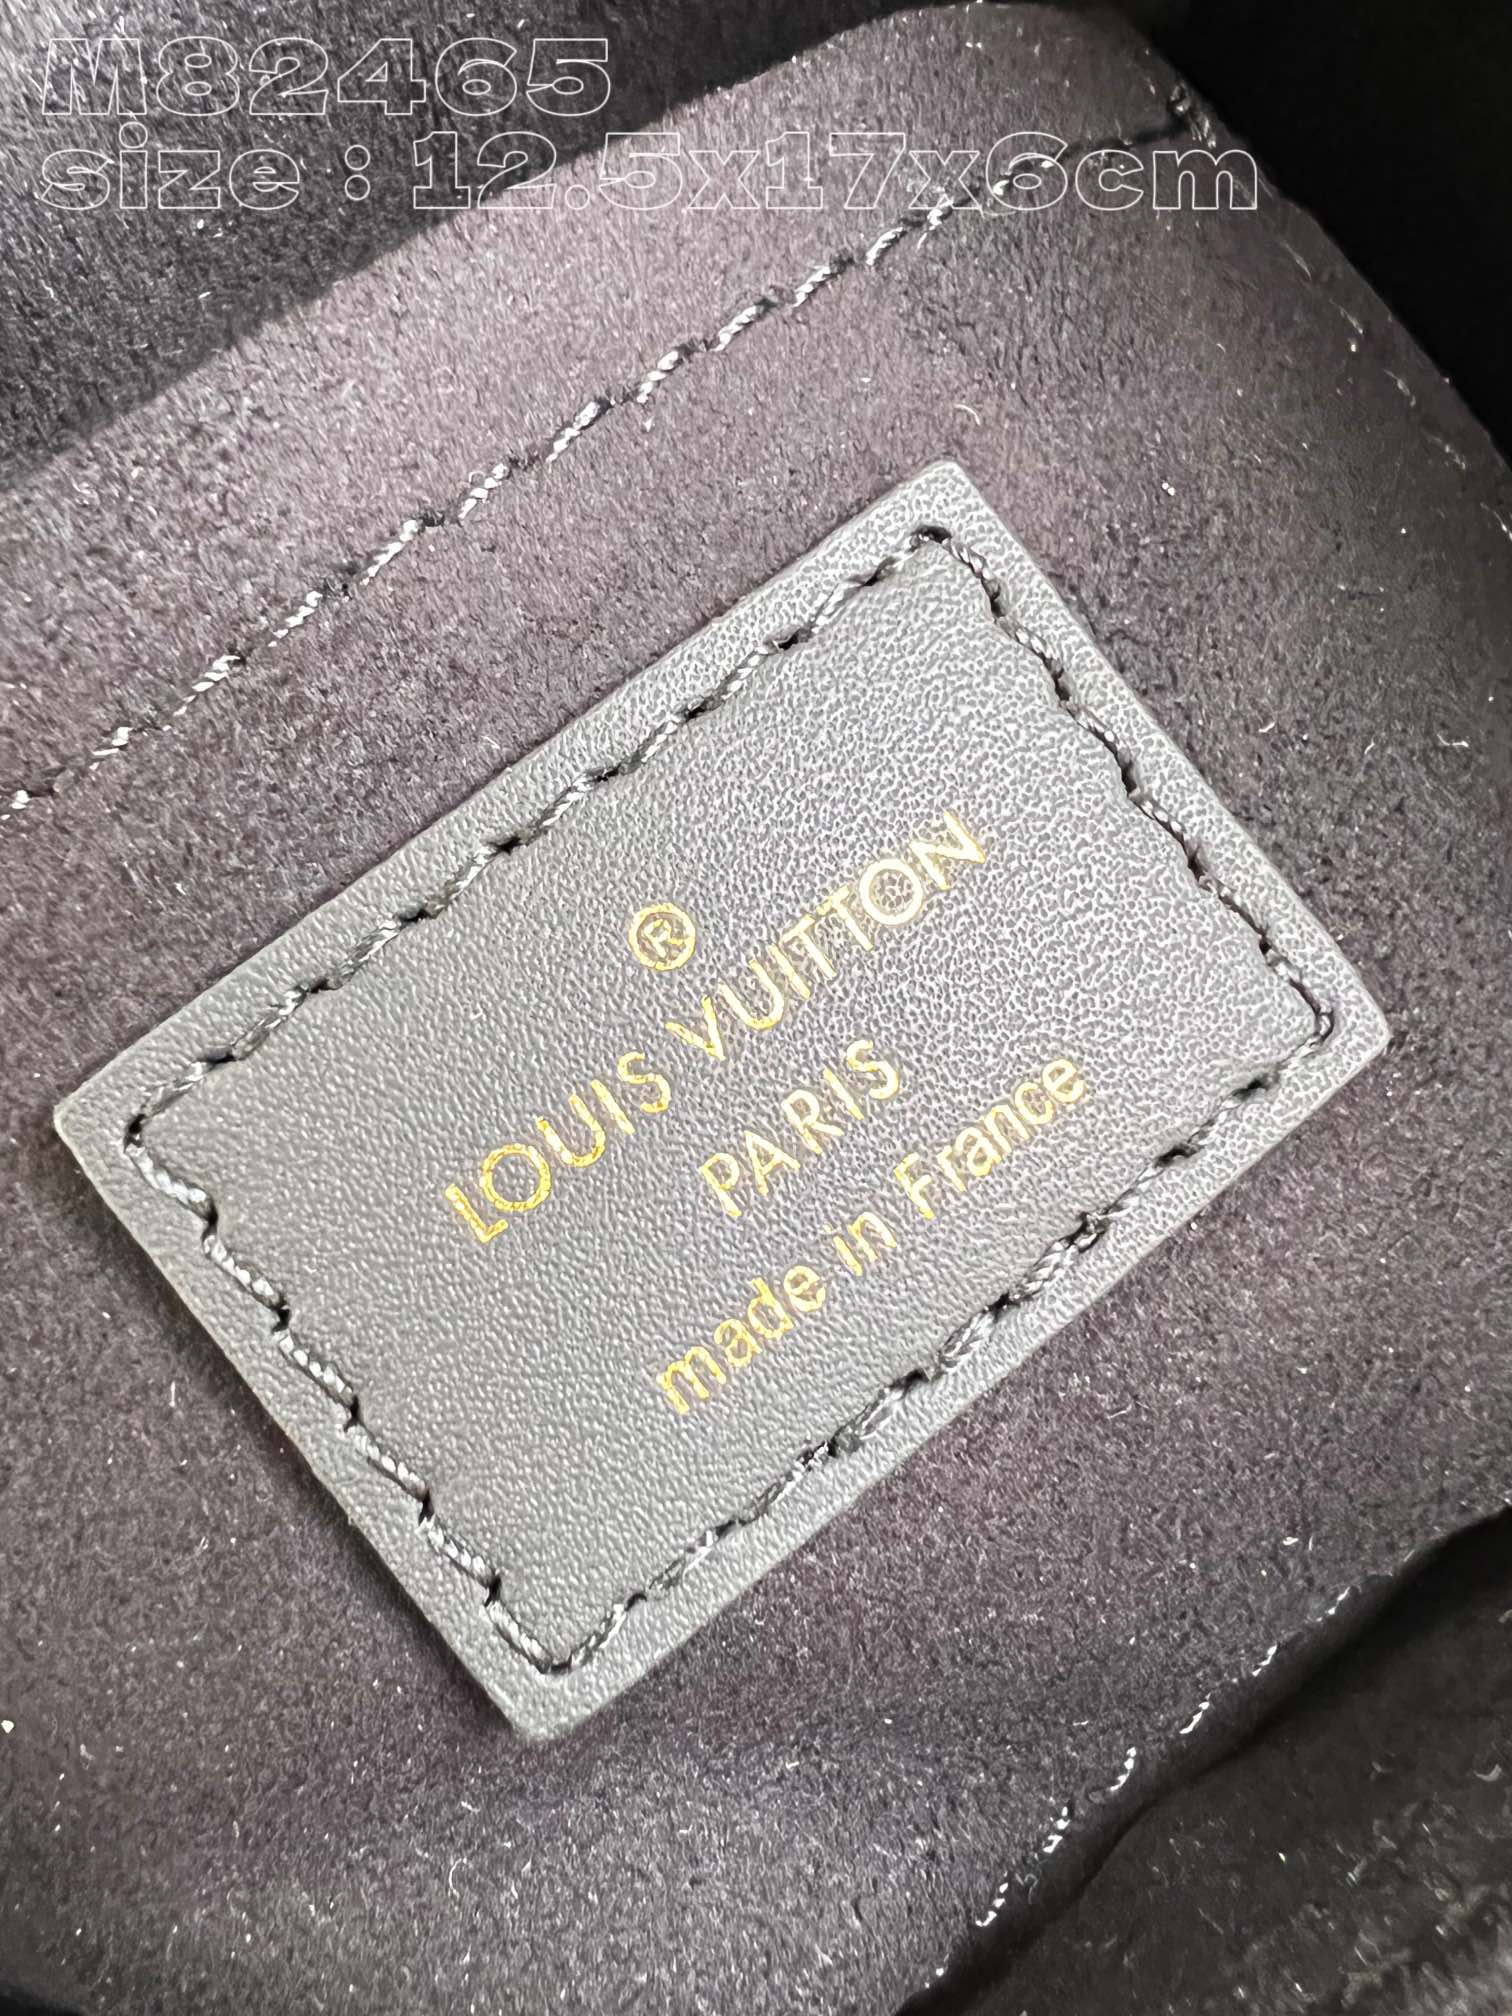 M82465
size：12.5x17x6cm
®
LOUIS VUITTON
PARIS
made in France